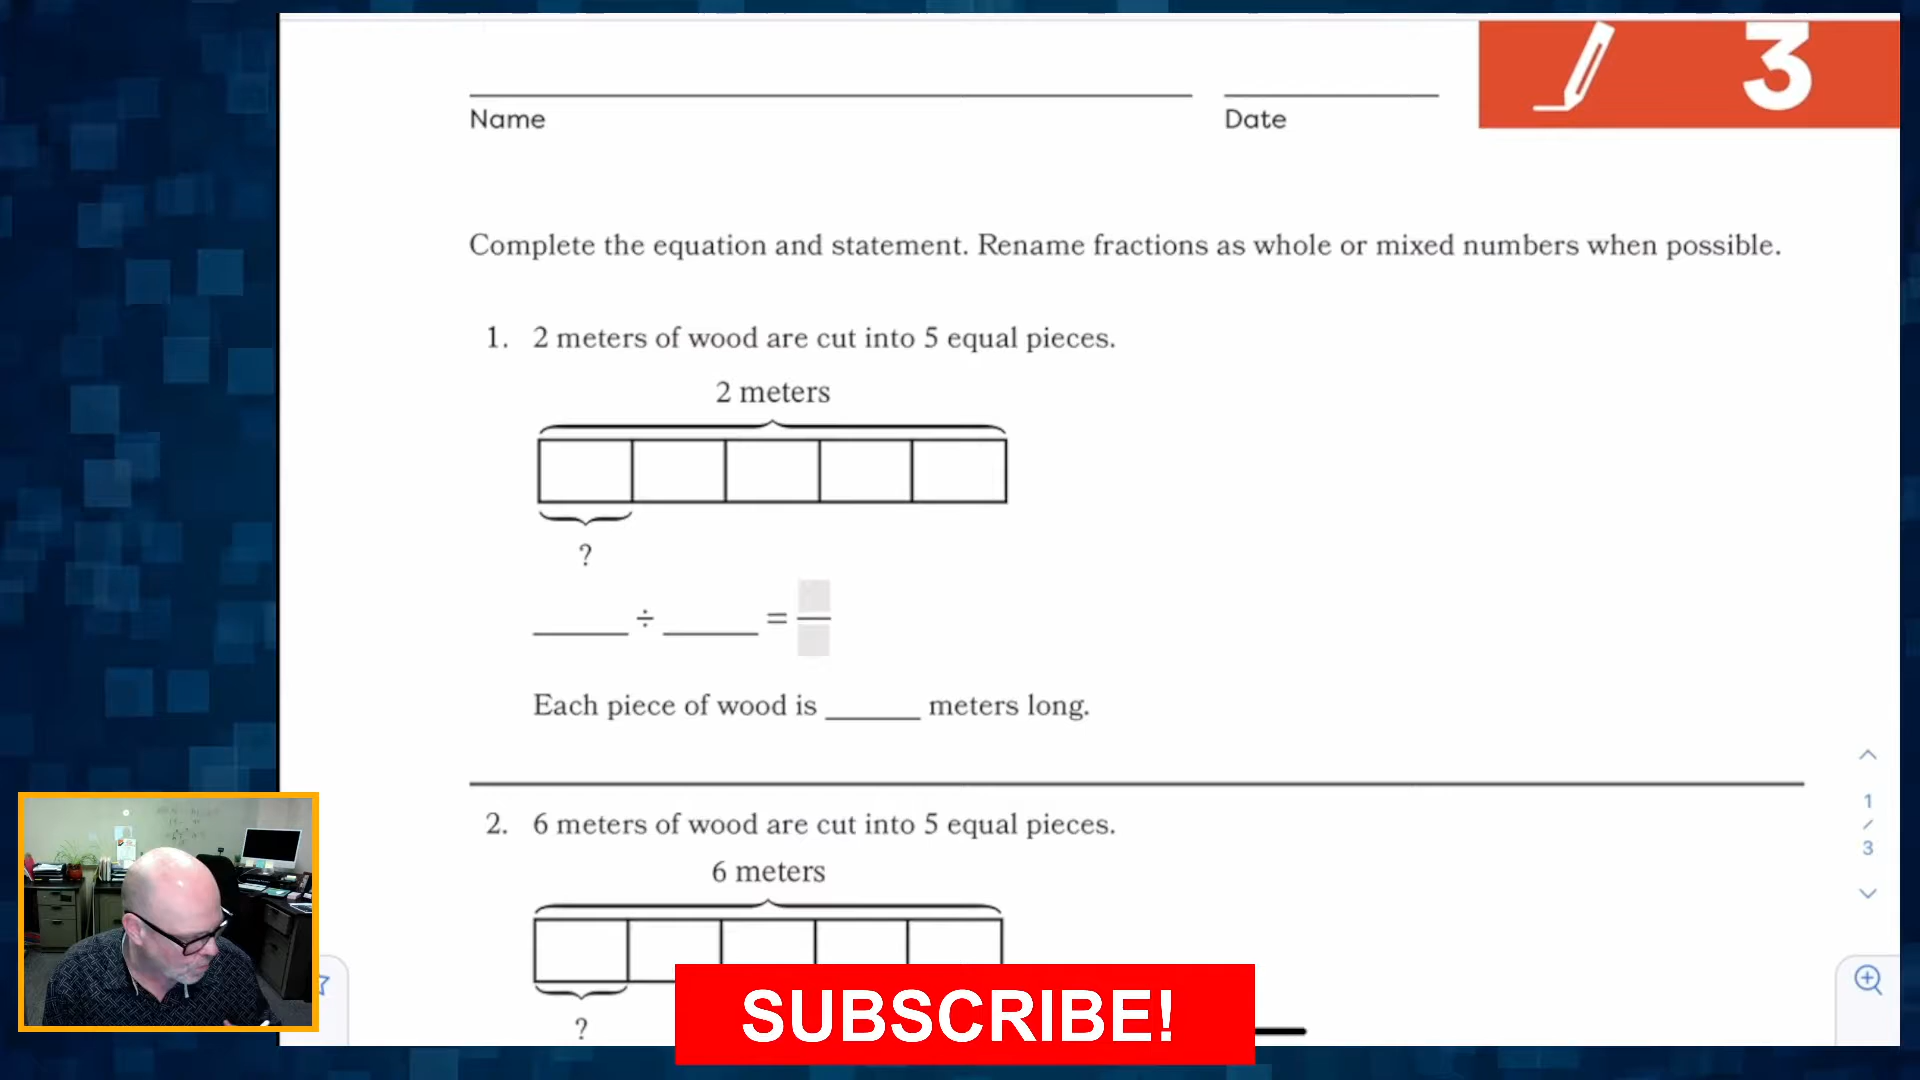 3
Name Date
Complete the equation and statement. Rename fractions as whole or mixed numbers when possible.
1. 2 meters of wood are cut into 5 equal pieces.
2 meters
?
_____ ÷ _____ =
Each piece of wood is _____ meters long.
2. 6 meters of wood are cut into 5 equal pieces.
6 meters
?
1
/
3
SUBSCRIBE!